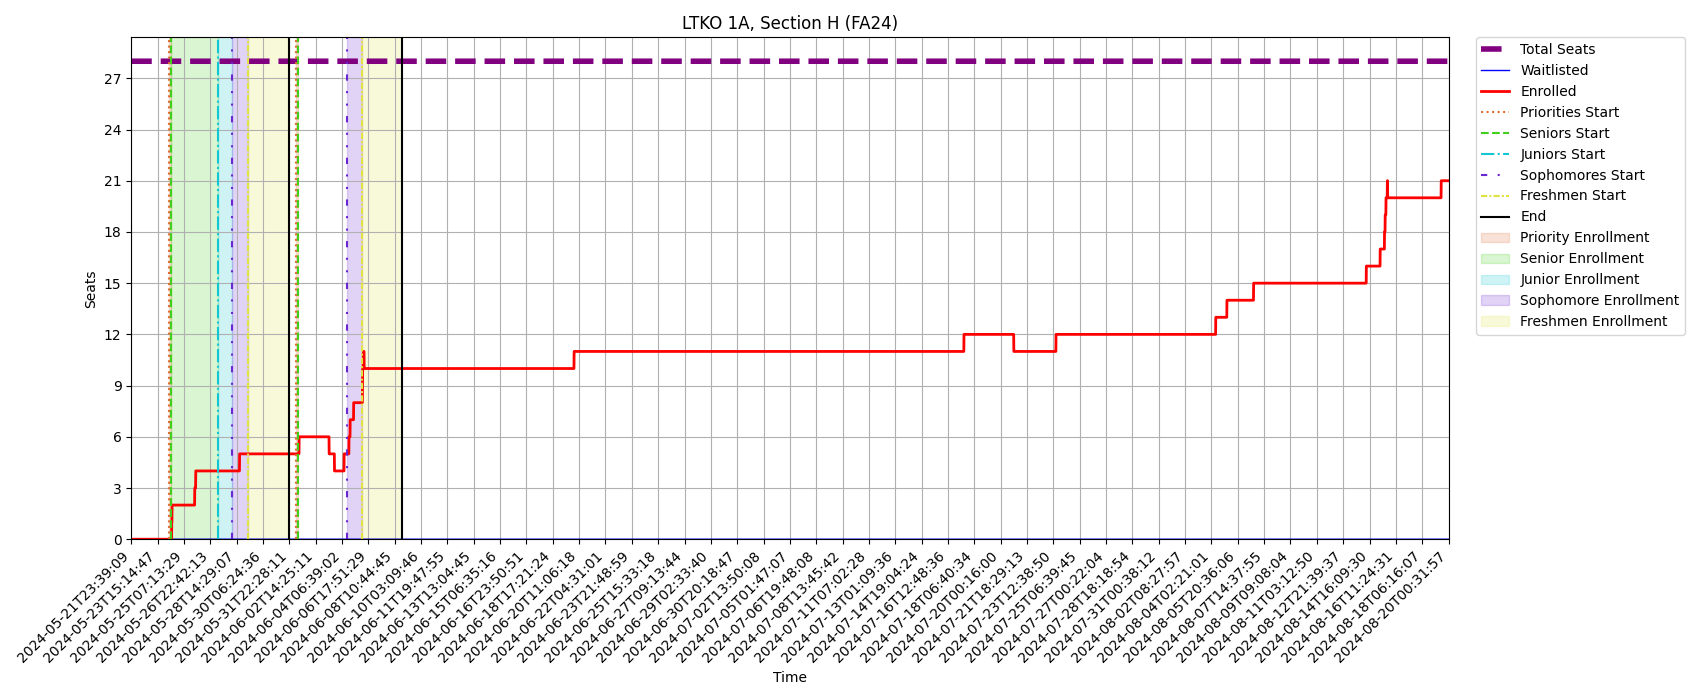 LTKO 1A, Section H (FA24)
Total Seats
Waitlisted
Enrolled
Priorities Start
Seniors Start
Juniors Start
Sophomores Start
Freshmen Start
End
Priority Enrollment
Senior Enrollment
Junior Enrollment
Sophomore Enrollment
Freshmen Enrollment
Seats
27
24
21
18
15
12
9
6
3
0
2024-05-21T23:39:09
2024-05-23T15:14:47
2024-05-25T07:13:29
2024-05-26T22:42:13
2024-05-28T14:29:07
2024-05-30T06:24:36
2024-05-31T22:28:11
2024-06-02T14:25:11
2024-06-04T06:39:02
2024-06-06T17:51:29
2024-06-08T10:44:45
2024-06-10T03:09:46
2024-06-11T19:47:55
2024-06-13T13:04:45
2024-06-15T06:35:16
2024-06-16T23:50:51
2024-06-18T17:21:24
2024-06-20T11:06:18
2024-06-22T04:31:01
2024-06-23T21:48:59
2024-06-25T15:33:18
2024-06-27T09:13:44
2024-06-29T02:33:40
2024-06-30T20:18:47
2024-07-02T13:50:08
2024-07-05T01:47:07
2024-07-06T19:48:08
2024-07-08T13:45:42
2024-07-11T07:02:28
2024-07-13T01:09:36
2024-07-14T19:04:24
2024-07-16T12:48:36
2024-07-18T06:40:34
2024-07-20T00:16:00
2024-07-21T18:29:13
2024-07-23T12:38:50
2024-07-25T06:39:45
2024-07-27T00:22:04
2024-07-28T18:18:54
2024-07-31T00:38:12
2024-08-02T08:27:57
2024-08-04T02:21:01
2024-08-05T20:36:06
2024-08-07T14:37:55
2024-08-09T09:08:04
2024-08-11T03:12:50
2024-08-12T21:39:37
2024-08-14T16:09:30
2024-08-16T11:24:31
2024-08-18T06:16:07
2024-08-20T00:31:57
Time